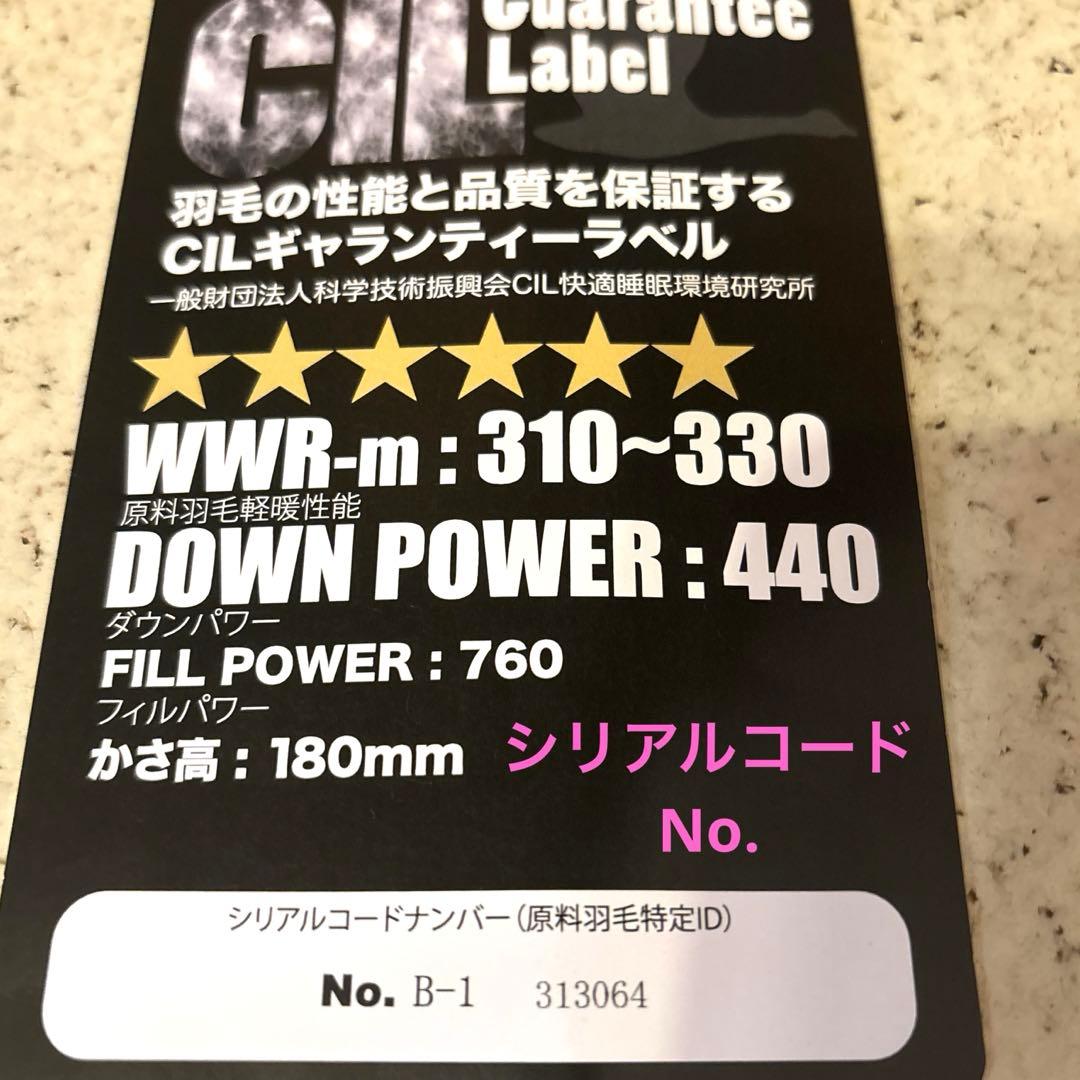 CIL
Guarantee
Label
羽毛の性能と品質を保証する
CILギャランティーラベル
一般財団法人科学技術振興会CIL快適睡眠環境研究所
★★★★★★
WWR-m : 310~330
原料羽毛軽暖性能
DOWN POWER : 440
ダウンパワー
FILL POWER : 760
フィルパワー
かさ高 : 180mm
シリアルコード
No.
シリアルコードナンバー(原料羽毛特定ID)
No. B-1 313064